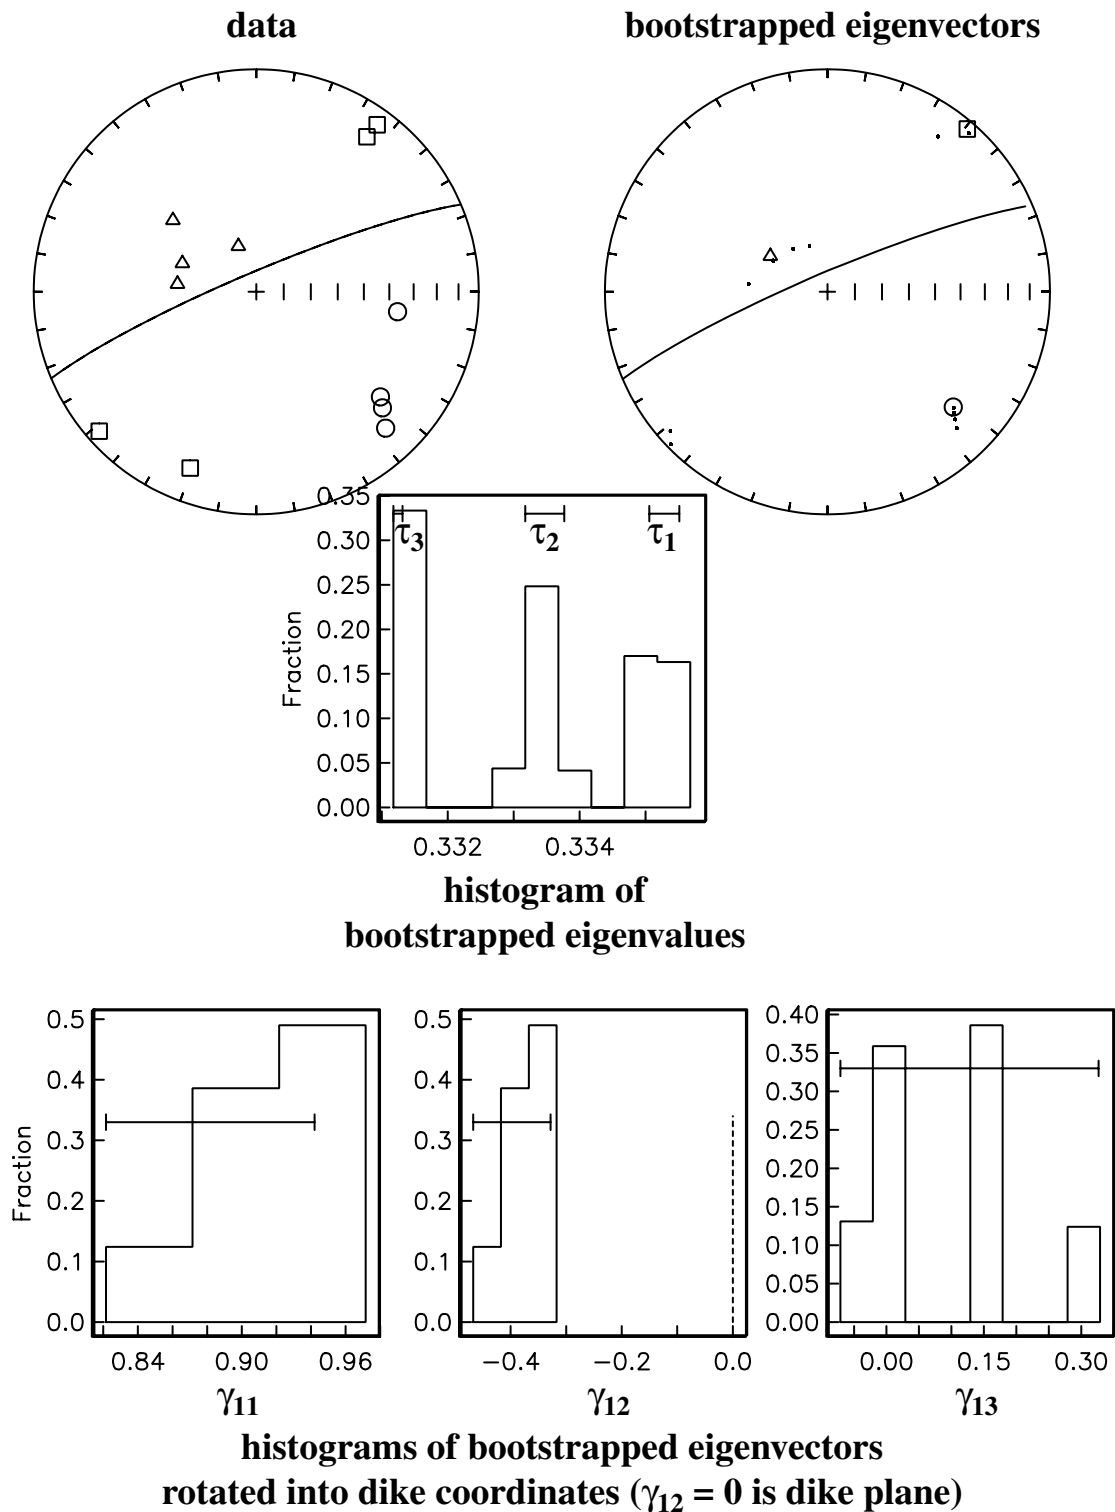 data
bootstrapped eigenvectors
0.35
0.30
0.25
0.20
0.15
0.10
0.05
0.00
Fraction
τ3
τ2
τ1
0.332
0.334
histogram of
bootstrapped eigenvalues
0.5
0.4
0.3
0.2
0.1
0.0
Fraction
0.84
0.90
0.96
γ11
0.5
0.4
0.3
0.2
0.1
0.0
−0.4
−0.2
0.0
γ12
0.40
0.35
0.30
0.25
0.20
0.15
0.10
0.05
0.00
0.00
0.15
0.30
γ13
histograms of bootstrapped eigenvectors
rotated into dike coordinates (γ12 = 0 is dike plane)